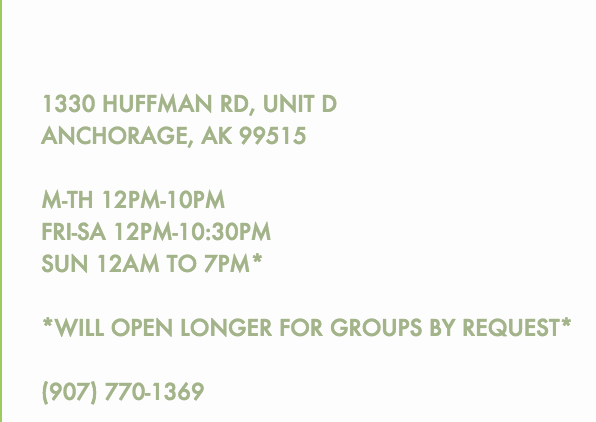 1330 HUFFMAN RD, UNIT D
ANCHORAGE, AK 99515
M-TH 12PM-10PM
FRI-SA 12PM-10:30PM
SUN 12AM TO 7PM*
*WILL OPEN LONGER FOR GROUPS BY REQUEST*
(907) 770-1369